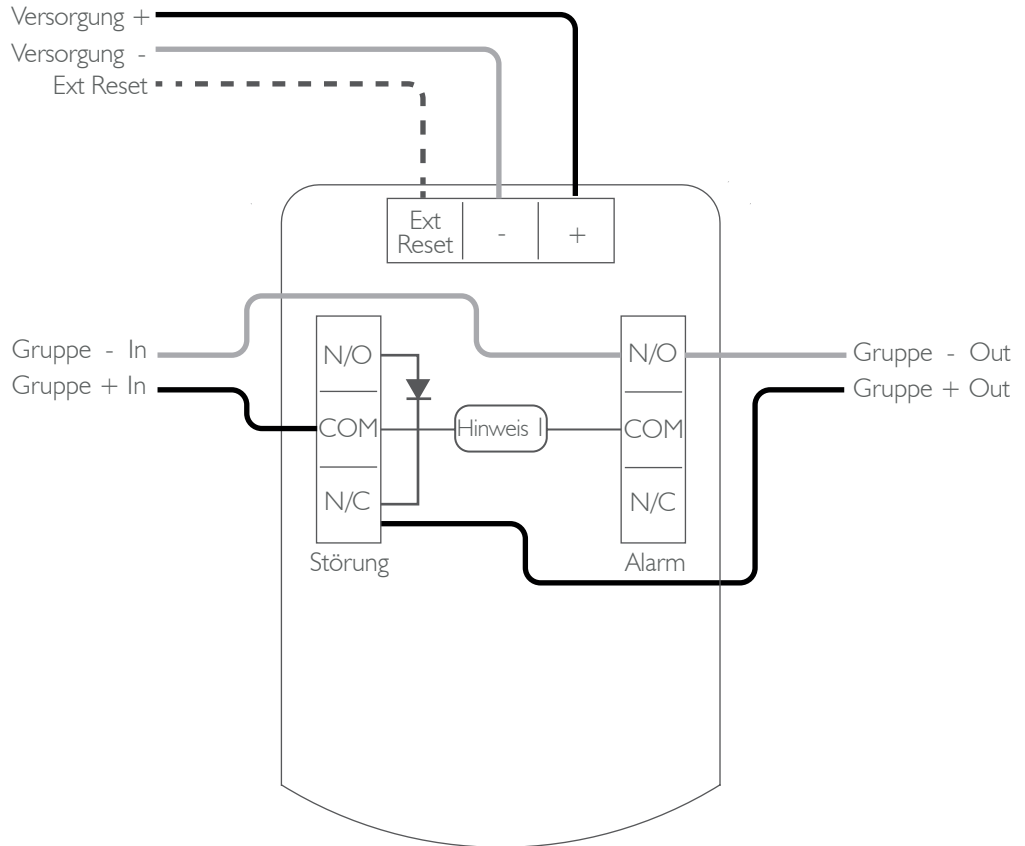 Versorgung +
Versorgung -
Ext Reset
Ext
Reset
-
+
Gruppe - In
Gruppe + In
N/O
COM
N/C
Störung
Hinweis 1
N/O
COM
N/C
Alarm
Gruppe - Out
Gruppe + Out